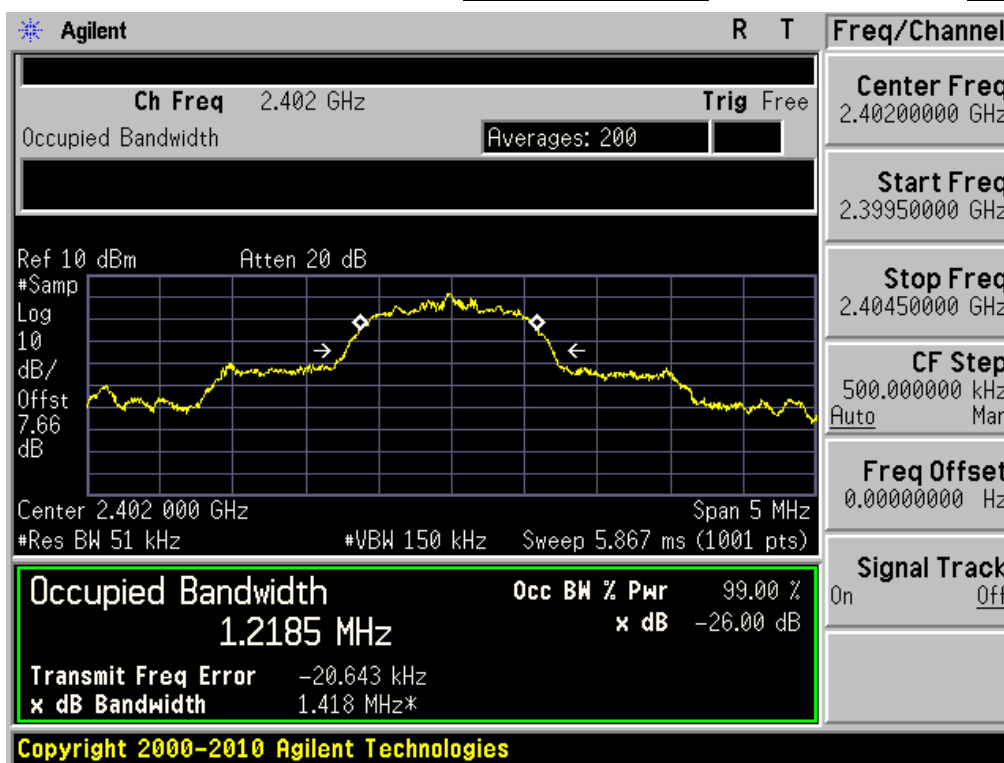 Agilent R T
Freq/Channel
Ch Freq 2.402 GHz Trig Free
Occupied Bandwidth Averages: 200
Center Freq
2.40200000 GHz
Start Freq
2.39950000 GHz
Stop Freq
2.40450000 GHz
CF Step
500.000000 kHz
Auto Man
Freq Offset
0.00000000 Hz
Signal Track
On Off
Ref 10 dBm Atten 20 dB
#Samp
Log
10
dB/
Offst
7.66
dB
Center 2.402 000 GHz Span 5 MHz
#Res BW 51 kHz #VBW 150 kHz Sweep 5.867 ms (1001 pts)
Occupied Bandwidth
1.2185 MHz
Occ BW % Pwr 99.00 %
x dB -26.00 dB
Transmit Freq Error -20.643 kHz
x dB Bandwidth 1.418 MHz*
Copyright 2000-2010 Agilent Technologies